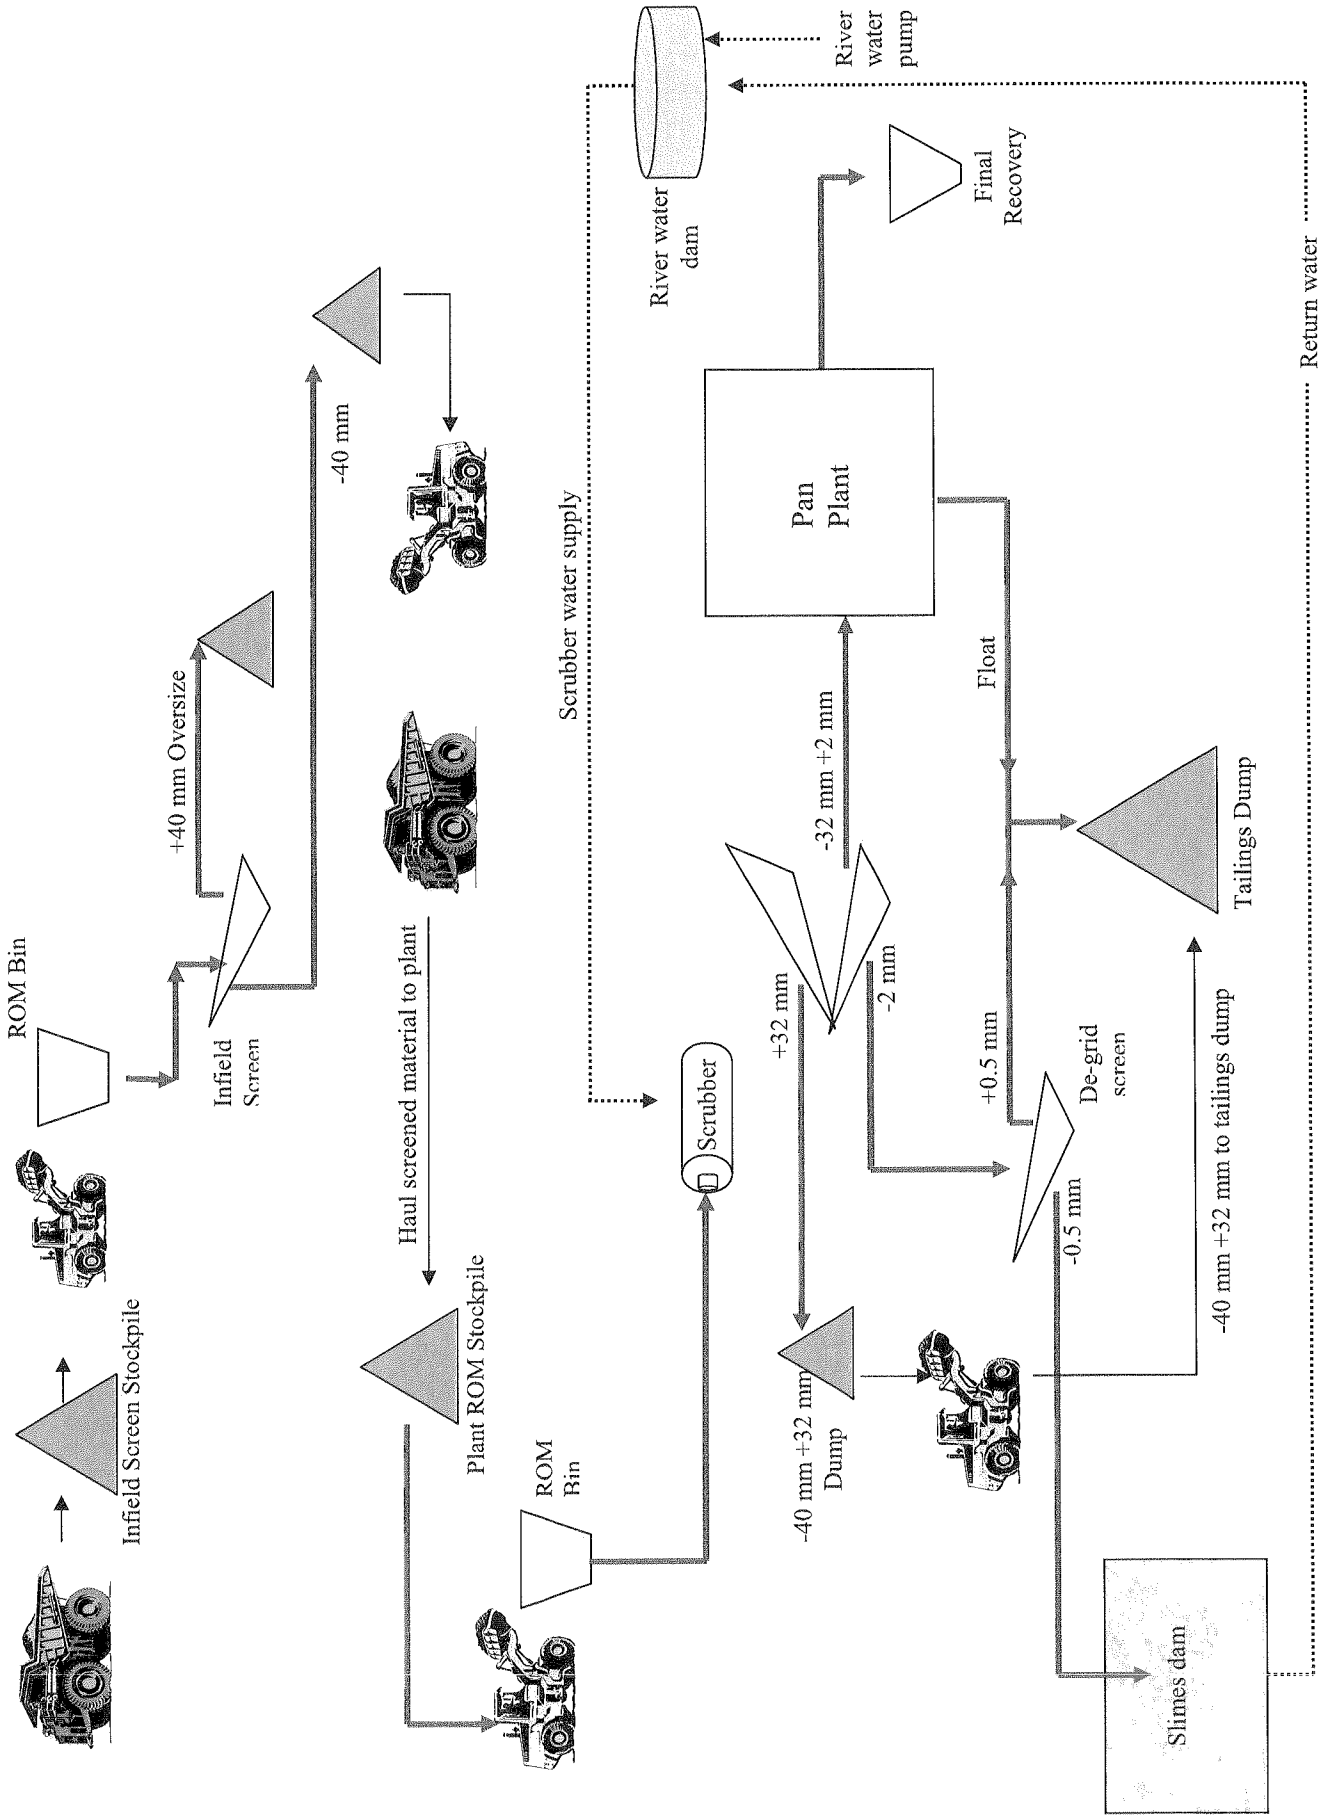 ROM Bin
Infield Screen Stockpile
Infield
Screen
+40 mm Oversize
-40 mm
Haul screened material to plant
Plant ROM Stockpile
ROM
Bin
Scrubber
Scrubber water supply
River water
dam
River
water
pump
+32 mm
-32 mm +2 mm
-2 mm
Pan
Plant
Final
Recovery
-40 mm +32 mm
Dump
Float
+0.5 mm
De-grid
screen
-0.5 mm
Tailings Dump
-40 mm +32 mm to tailings dump
Slimes dam
Return water